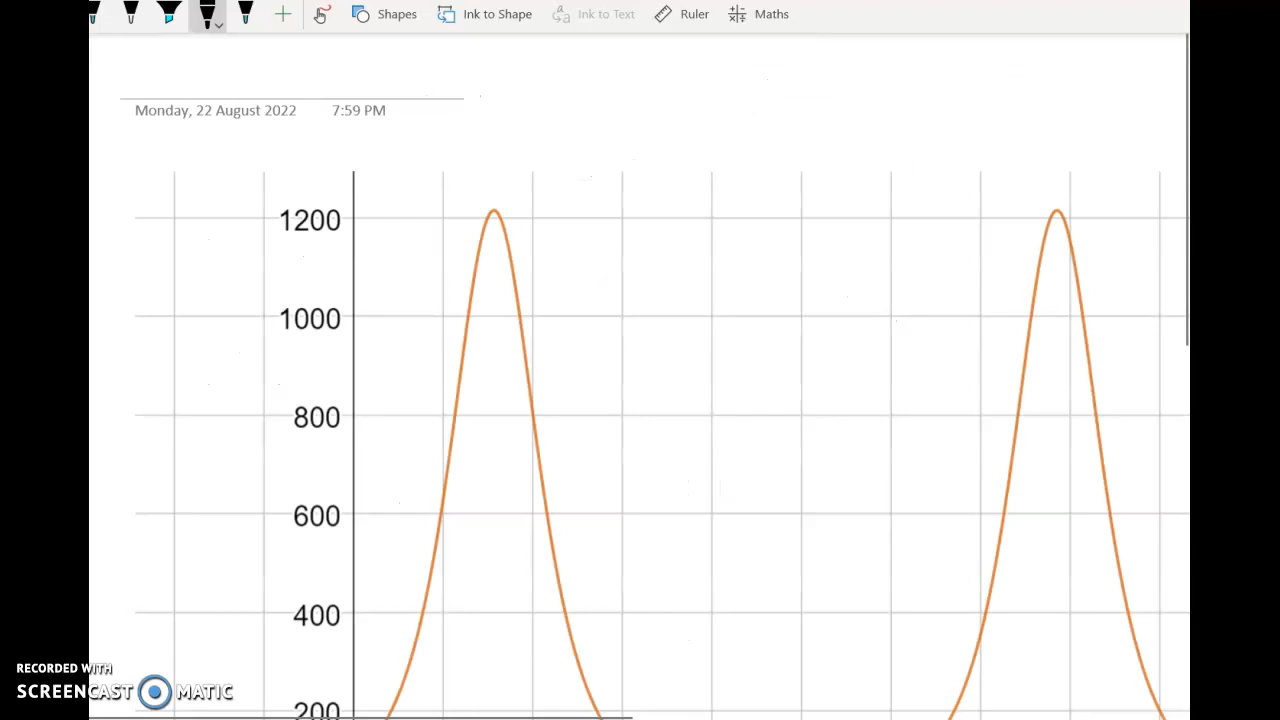 Shapes Ink to Shape Ink to Text Ruler Maths
Monday, 22 August 2022 7:59 PM
1200
1000
800
600
400
200
RECORDED WITH
SCREENCAST MATIC